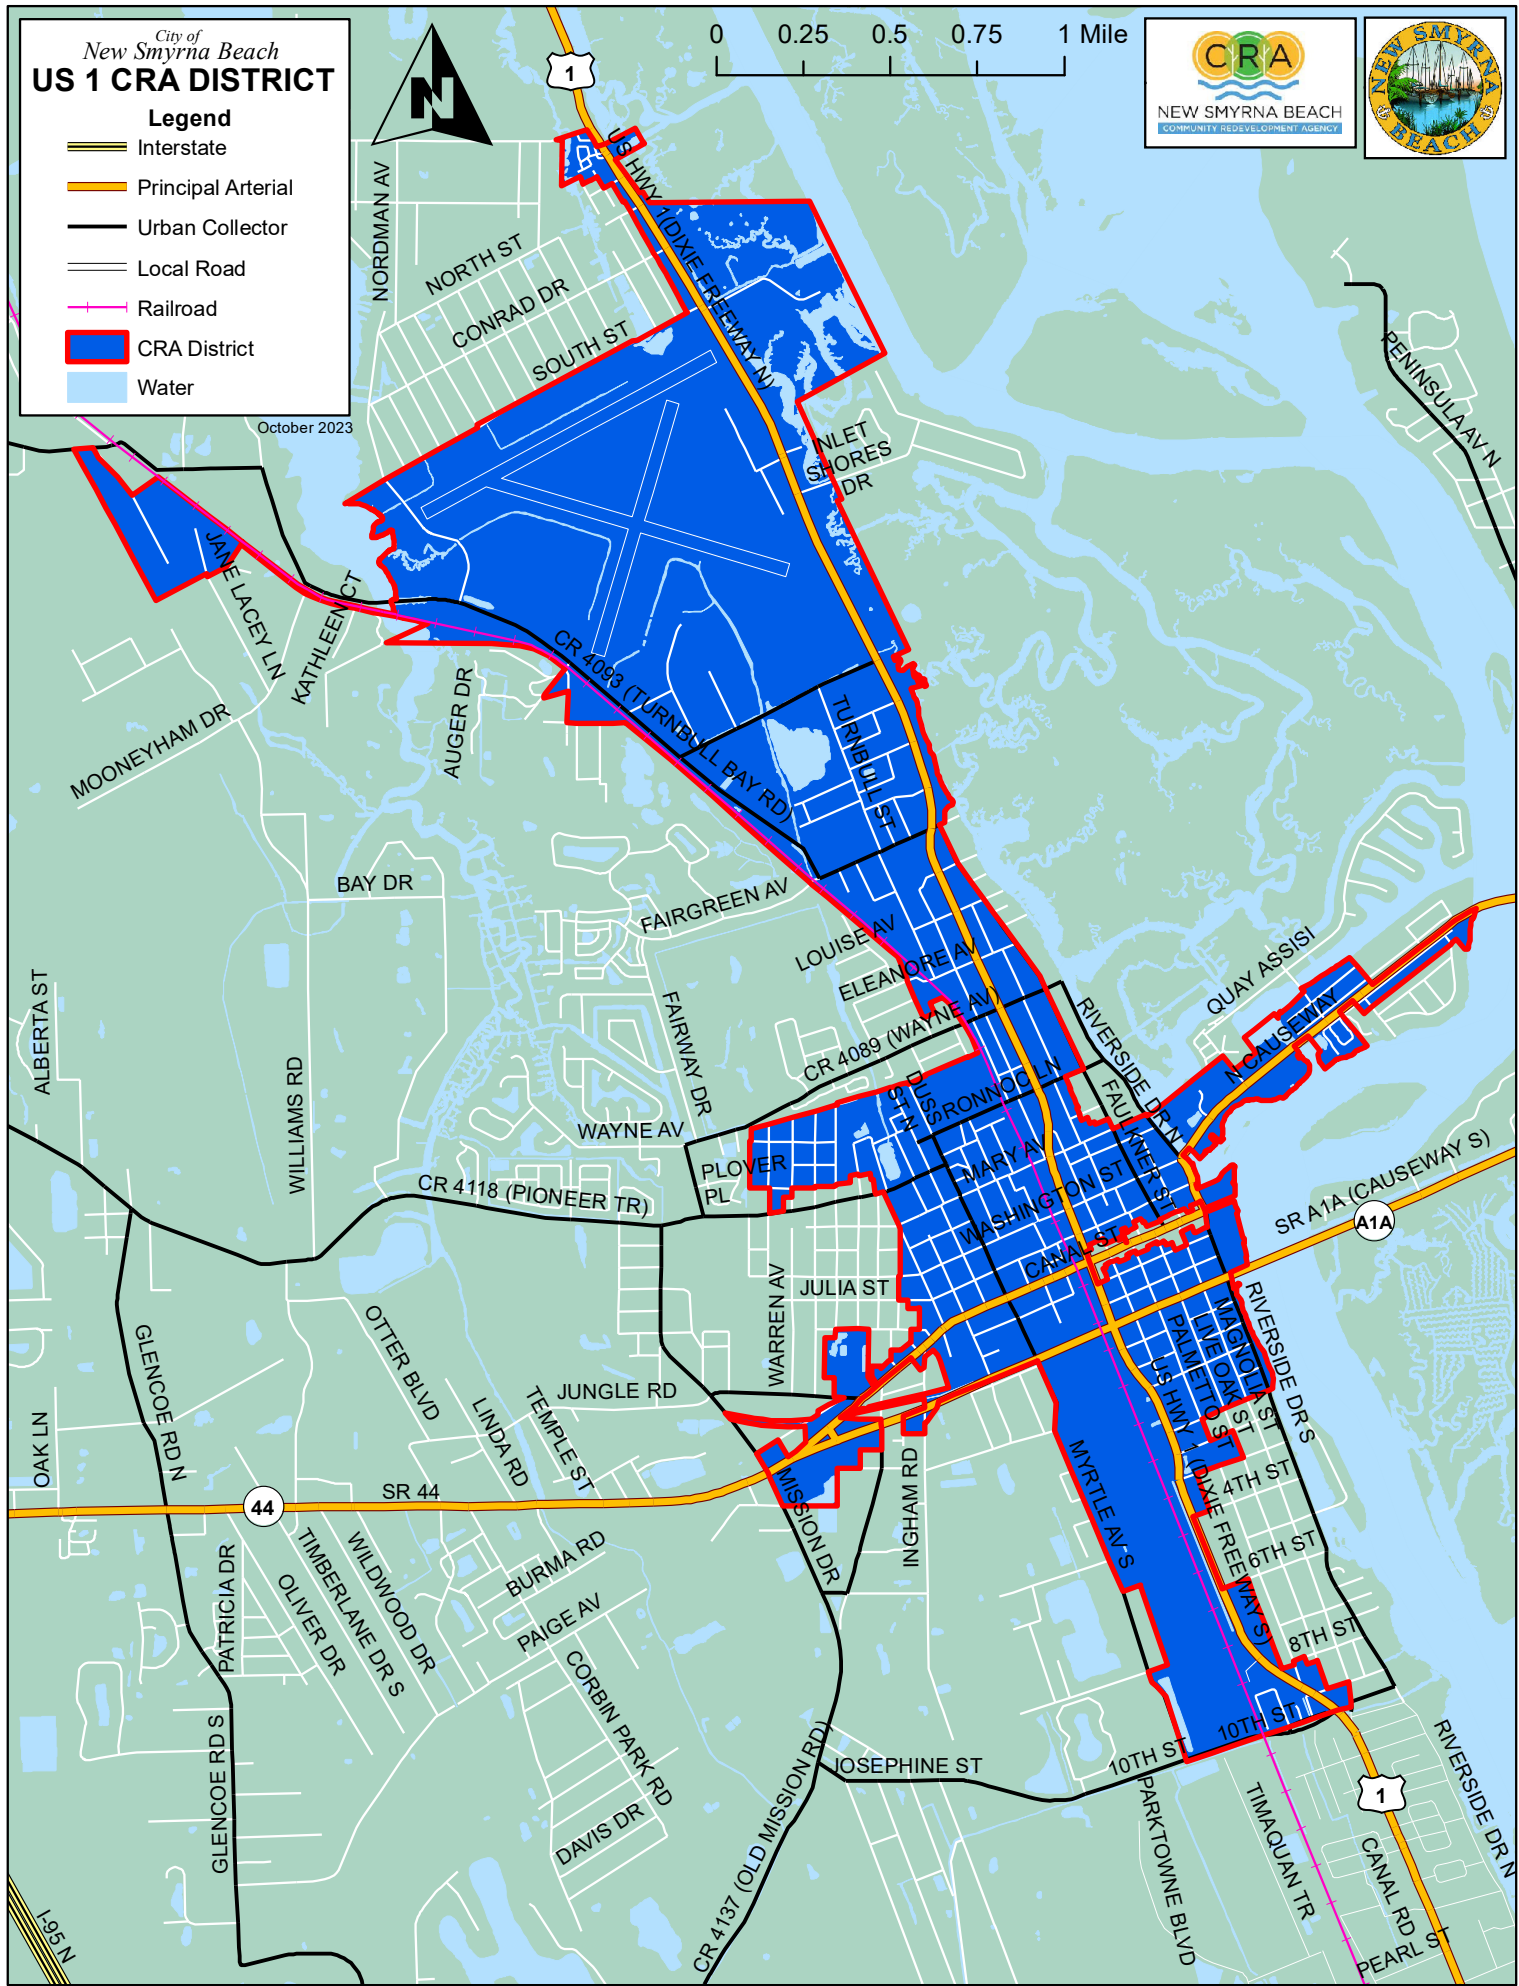 City of
New Smyrna Beach
US 1 CRA DISTRICT
Legend
Interstate
Principal Arterial
Urban Collector
Local Road
Railroad
CRA District
Water
October 2023
N
0 0.25 0.5 0.75 1 Mile
CRA
NEW SMYRNA BEACH
COMMUNITY REDEVELOPMENT AGENCY
NEW SMYRNA
BEACH
1
US HWY 1 (DIXIE FREEWAY N)
NORDMAN AV
NORTH ST
CONRAD DR
SOUTH ST
PENINSULA AV N
INLET
SHORES
DR
JANE LACEY LN
KATHLEEN CT
CR 4093 (TURNBULL BAY RD)
AUGER DR
MOONEYHAM DR
TURNBULL ST
BAY DR
FAIRGREEN AV
LOUISE AV
ELEANORE AV
QUAY ASSISI
ALBERTA ST
FAIRWAY DR
CR 4089 (WAYNE AV)
RIVERSIDE DR N
N CAUSEWAY
WILLIAMS RD
DUSS
ST N
RONNOC LN
FAULKNER ST
WAYNE AV
PLOVER
PL
MARY AV
WASHINGTON ST
CR 4118 (PIONEER TR)
SR A1A (CAUSEWAY S)
A1A
CANAL ST
WARREN AV
JULIA ST
OTTER BLVD
GLENCOE RD N
RIVERSIDE DR S
MAGNOLIA ST
LIVE OAK ST
PALMETTO ST
US HWY 1 (DIXIE FREEWAY S)
JUNGLE RD
LINDA RD
TEMPLE ST
OAK LN
MYRTLE AV S
INGHAM RD
MISSION DR
SR 44
44
4TH ST
6TH ST
8TH ST
PATRICIA DR
OLIVER DR
TIMBERLANE DR S
WILDWOOD DR
BURMA RD
PAIGE AV
CORBIN PARK RD
DAVIS DR
GLENCOE RD S
CR 4137 (OLD MISSION RD)
JOSEPHINE ST
10TH ST
10TH ST
PARKTOWNE BLVD
TIMAQUAN TR
1
CANAL RD
RIVERSIDE DR N
PEARL ST
I-95 N